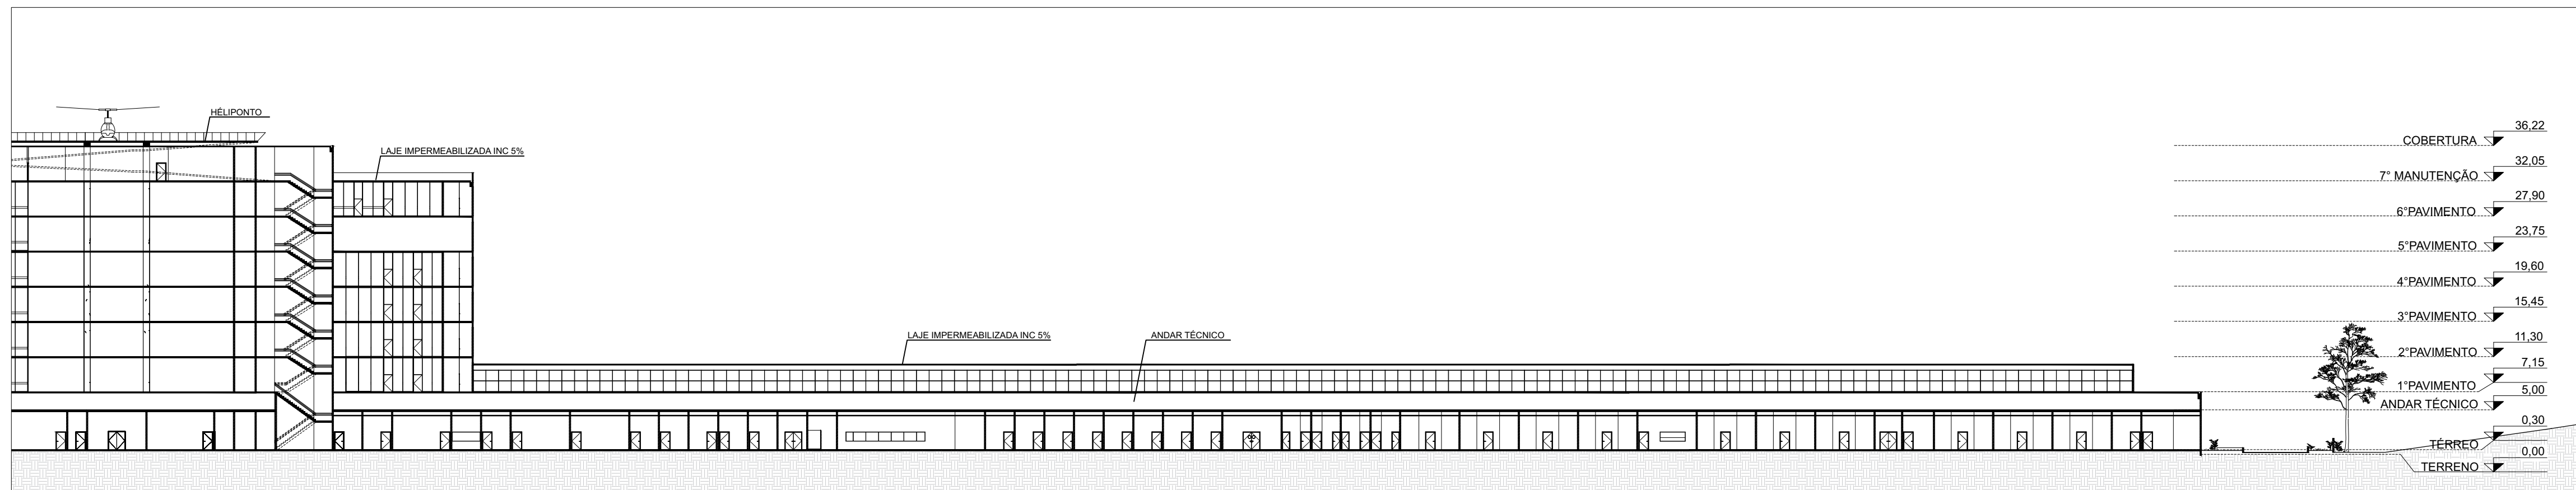 HÉLIPONTO
LAJE IMPERMEABILIZADA INC 5%
LAJE IMPERMEABILIZADA INC 5%
ANDAR TÉCNICO
36,22
COBERTURA
32,05
7° MANUTENÇÃO
27,90
6°PAVIMENTO
23,75
5°PAVIMENTO
19,60
4°PAVIMENTO
15,45
3°PAVIMENTO
11,30
2°PAVIMENTO
7,15
1°PAVIMENTO
5,00
ANDAR TÉCNICO
0,30
TÉRREO
0,00
TERRENO